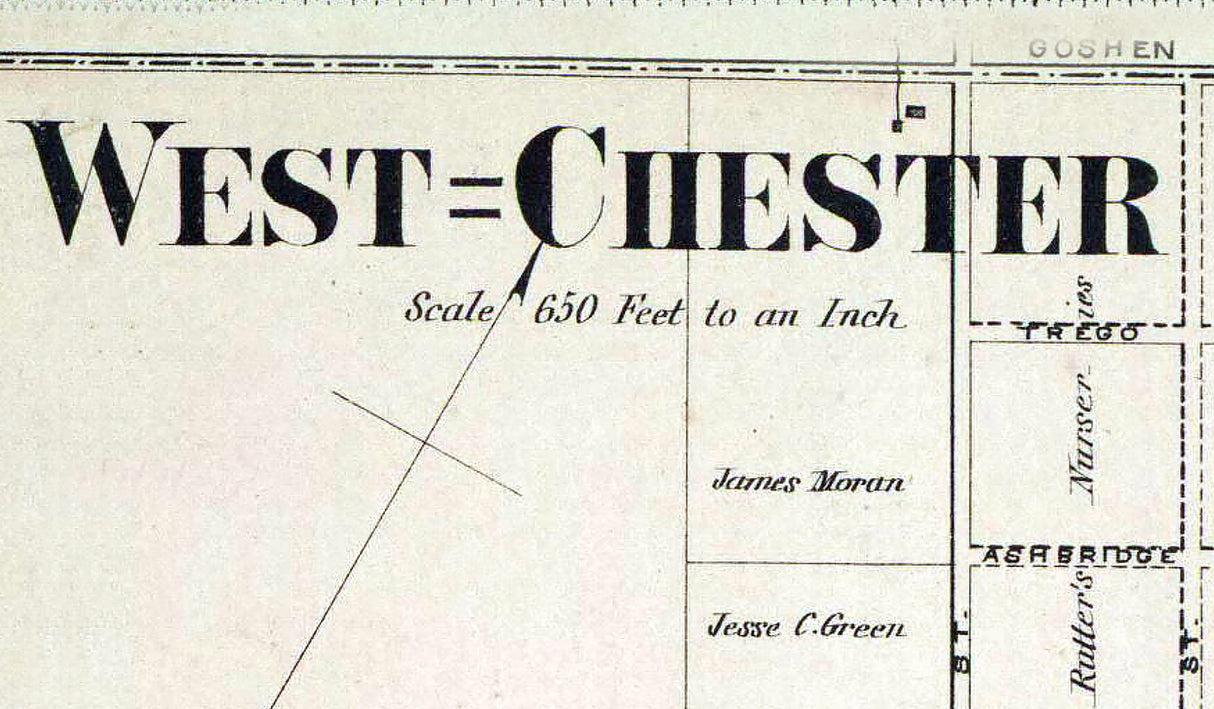 GOSHEN
WEST=CHESTER
Scale 650 Feet to an Inch
TREGO
James Moran
ASHBRIDGE
Jesse C. Green
Rutter's Nurseries
ST.
ST.